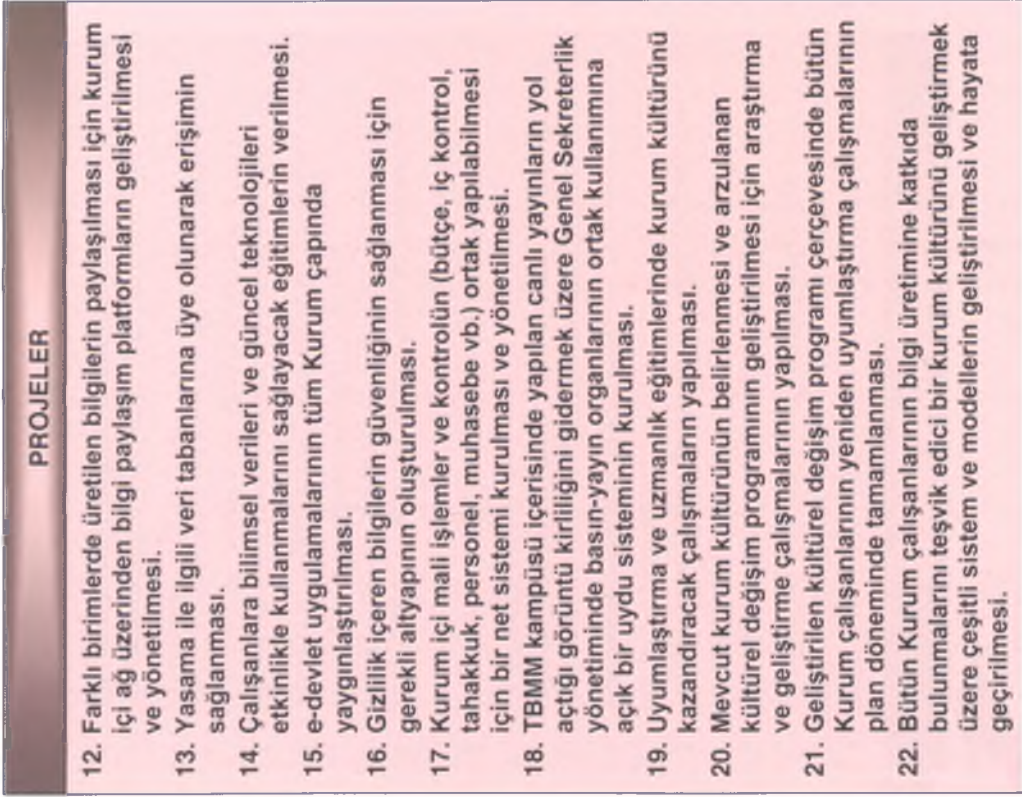 PROJELER
12. Farklı birimlerde üretilen bilgilerin paylaşılması için kurum
içi ağ üzerinden bilgi paylaşım platformların geliştirilmesi
ve yönetilmesi.
13. Yasama ile ilgili veri tabanlarına üye olunarak erişimin
sağlanması.
14. Çalışanlara bilimsel verileri ve güncel teknolojileri
etkinlikle kullanmalarını sağlayacak eğitimlerin verilmesi.
15. e-devlet uygulamalarının tüm Kurum çapında
yaygınlaştırılması.
16. Gizlilik içeren bilgilerin güvenliğinin sağlanması için
gerekli altyapının oluşturulması.
17. Kurum içi mali işlemler ve kontrolün (bütçe, iç kontrol,
tahakkuk, personel, muhasebe vb.) ortak yapılabilmesi
için bir net sistemi kurulması ve yönetilmesi.
18. TBMM kampüsü içerisinde yapılan canlı yayınların yol
açtığı görüntü kirliliğini gidermek üzere Genel Sekreterlik
yönetiminde basın-yayın organlarının ortak kullanımına
açık bir uydu sisteminin kurulması.
19. Uyumlaştırma ve uzmanlık eğitimlerinde kurum kültürünü
kazandıracak çalışmaların yapılması.
20. Mevcut kurum kültürünün belirlenmesi ve arzulanan
kültürel değişim programının geliştirilmesi için araştırma
ve geliştirme çalışmalarının yapılması.
21. Geliştirilen kültürel değişim programı çerçevesinde bütün
Kurum çalışanlarının yeniden uyumlaştırma çalışmalarının
plan döneminde tamamlanması.
22. Bütün Kurum çalışanlarının bilgi üretimine katkıda
bulunmalarını teşvik edici bir kurum kültürünü geliştirmek
üzere çeşitli sistem ve modellerin geliştirilmesi ve hayata
geçirilmesi.